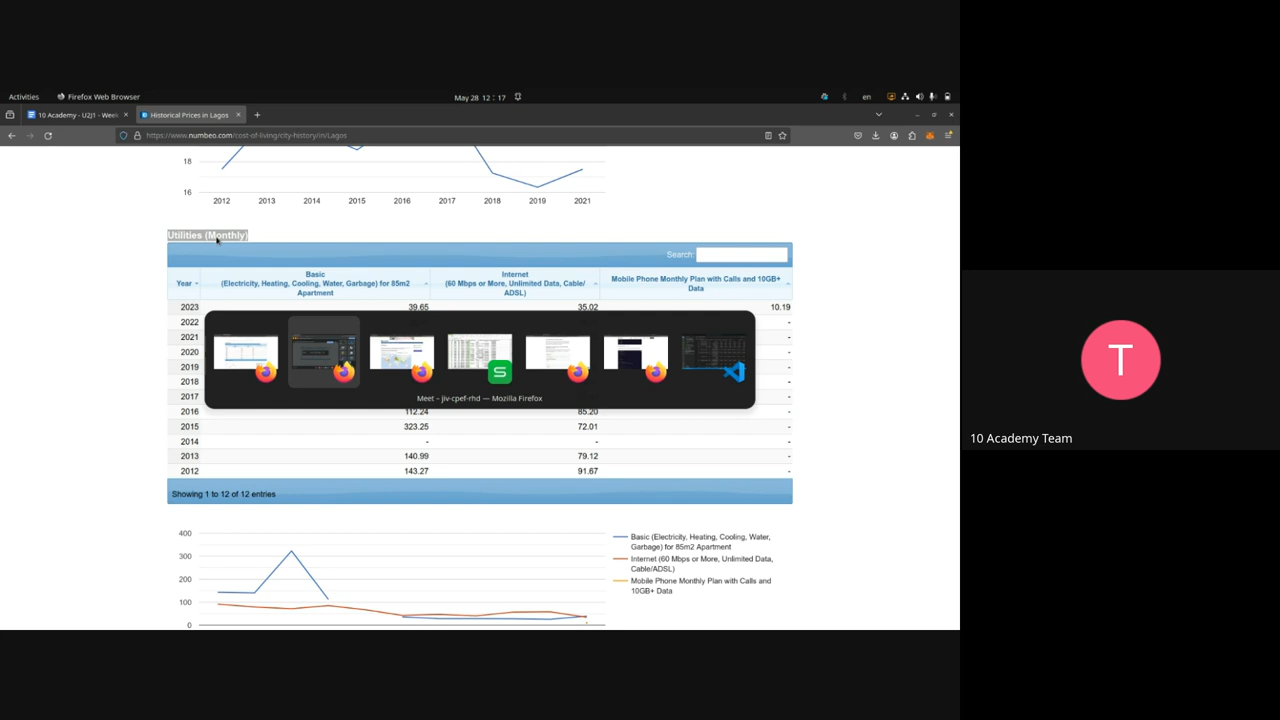 Activities
Firefox Web Browser
May 28 12:17
en
10 Academy - U2J1 - Week
Historical Prices in Lagos
https://www.numbeo.com/cost-of-living/city-history/in/Lagos
18
16
2012 2013 2014 2015 2016 2017 2018 2019 2021
Utilities (Monthly)
Search:
Year
Basic
(Electricity, Heating, Cooling, Water, Garbage) for 85m2
Apartment
Internet
(60 Mbps or More, Unlimited Data, Cable/
ADSL)
Mobile Phone Monthly Plan with Calls and 10GB+
Data
2023 39.65 35.02 10.19
2022 -
2021 -
2020 -
2019 -
2018 -
2017 -
Meet – jiv-cpef-rhd — Mozilla Firefox
2016 112.24 85.20 -
2015 323.25 72.01 -
2014 - - -
2013 140.99 79.12 -
2012 143.27 91.67 -
Showing 1 to 12 of 12 entries
400
300
200
100
0
Basic (Electricity, Heating, Cooling, Water,
Garbage) for 85m2 Apartment
Internet (60 Mbps or More, Unlimited Data,
Cable/ADSL)
Mobile Phone Monthly Plan with Calls and
10GB+ Data
S
T
10 Academy Team